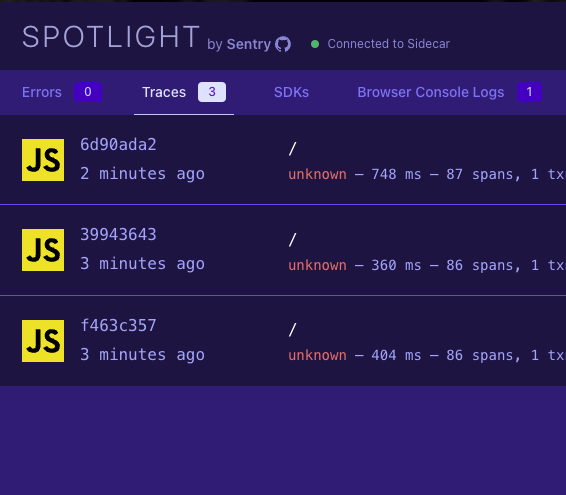 SPOTLIGHT by Sentry Connected to Sidecar
Errors 0 Traces 3 SDKs Browser Console Logs 1
JS 6d90ada2 /
2 minutes ago unknown — 748 ms — 87 spans, 1 tx
JS 39943643 /
3 minutes ago unknown — 360 ms — 86 spans, 1 tx
JS f463c357 /
3 minutes ago unknown — 404 ms — 86 spans, 1 tx